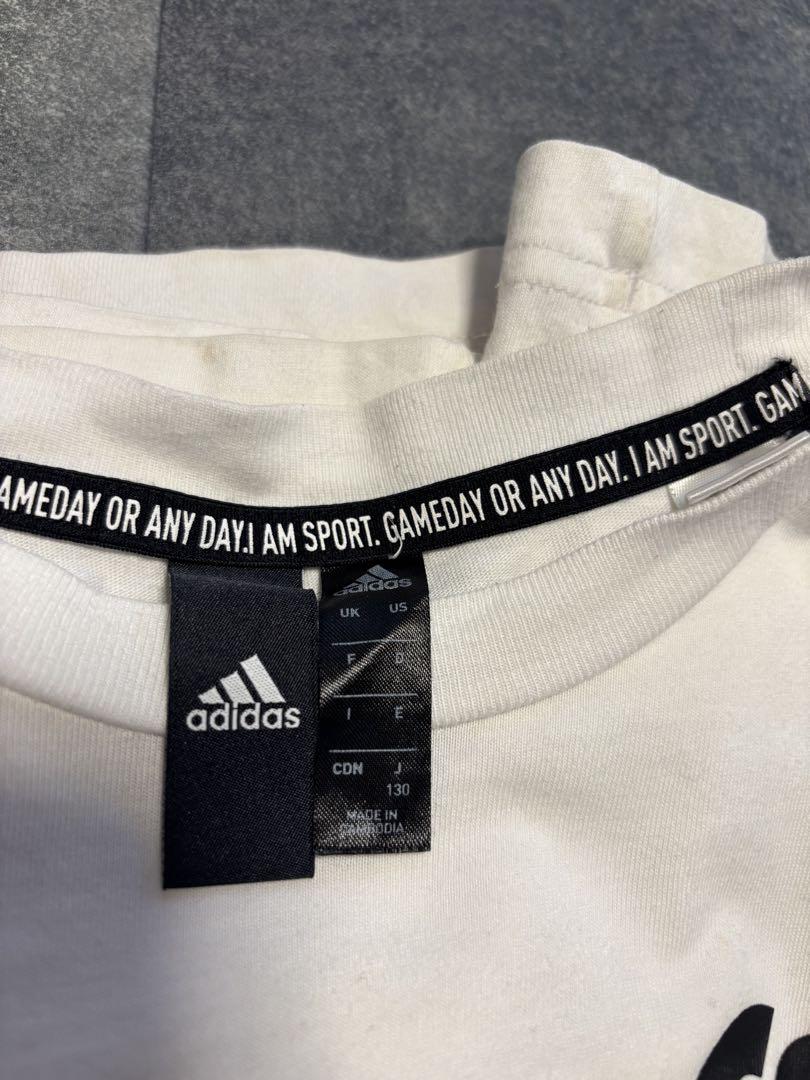 AMEDAY OR ANY DAY. I AM SPORT. GAMEDAY OR ANY DAY. I AM SPORT. GAM
adidas
adidas
UK US
F D
I E
CDN J
130
MADE IN
CAMBODIA